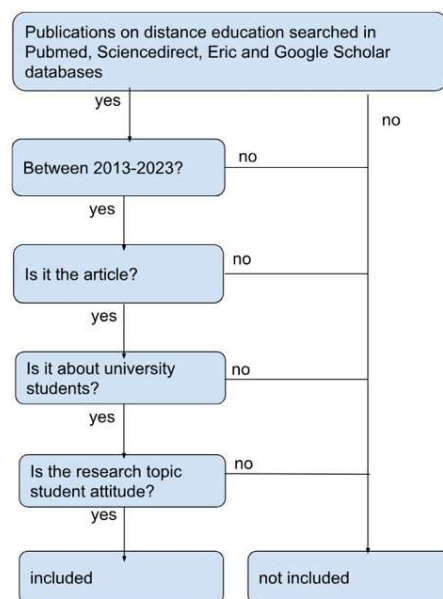 Publications on distance education searched in
Pubmed, Sciencedirect, Eric and Google Scholar
databases
yes
no
Between 2013-2023?
no
yes
Is it the article?
no
yes
Is it about university
students?
no
yes
Is the research topic
student attitude?
no
yes
included
not included